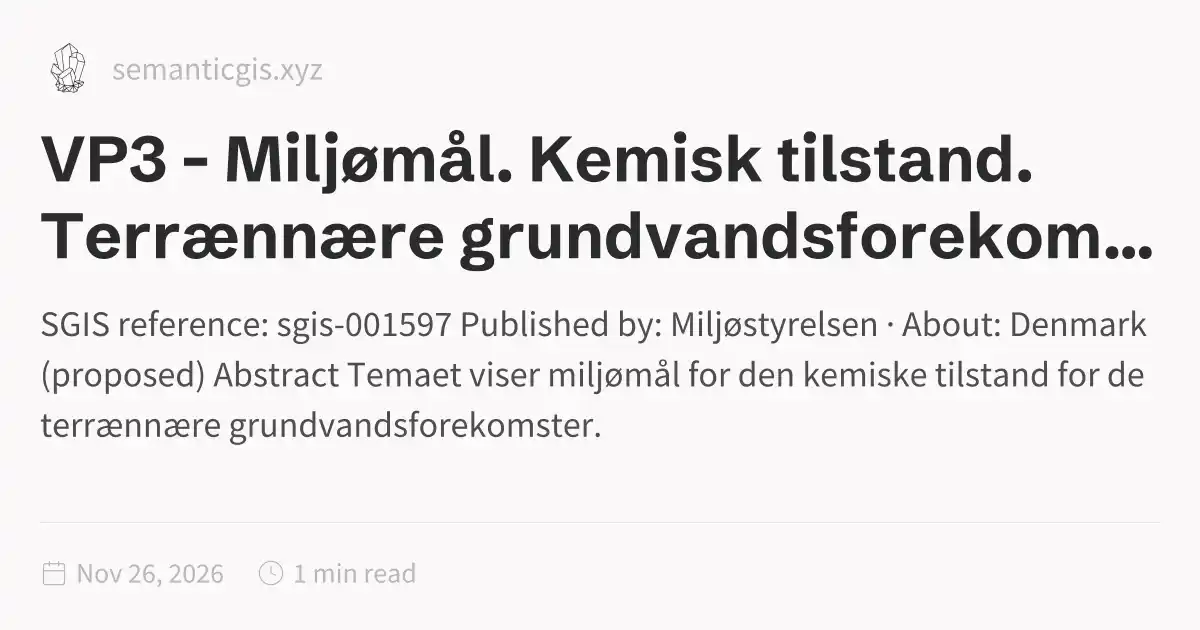 semanticgis.xyz
VP3 - Miljømål. Kemisk tilstand.
Terrænnære grundvandsforekom...
SGIS reference: sgis-001597 Published by: Miljøstyrelsen · About: Denmark
(proposed) Abstract Temaet viser miljømål for den kemiske tilstand for de
terrænnære grundvandsforekomster.
Nov 26, 2026 1 min read